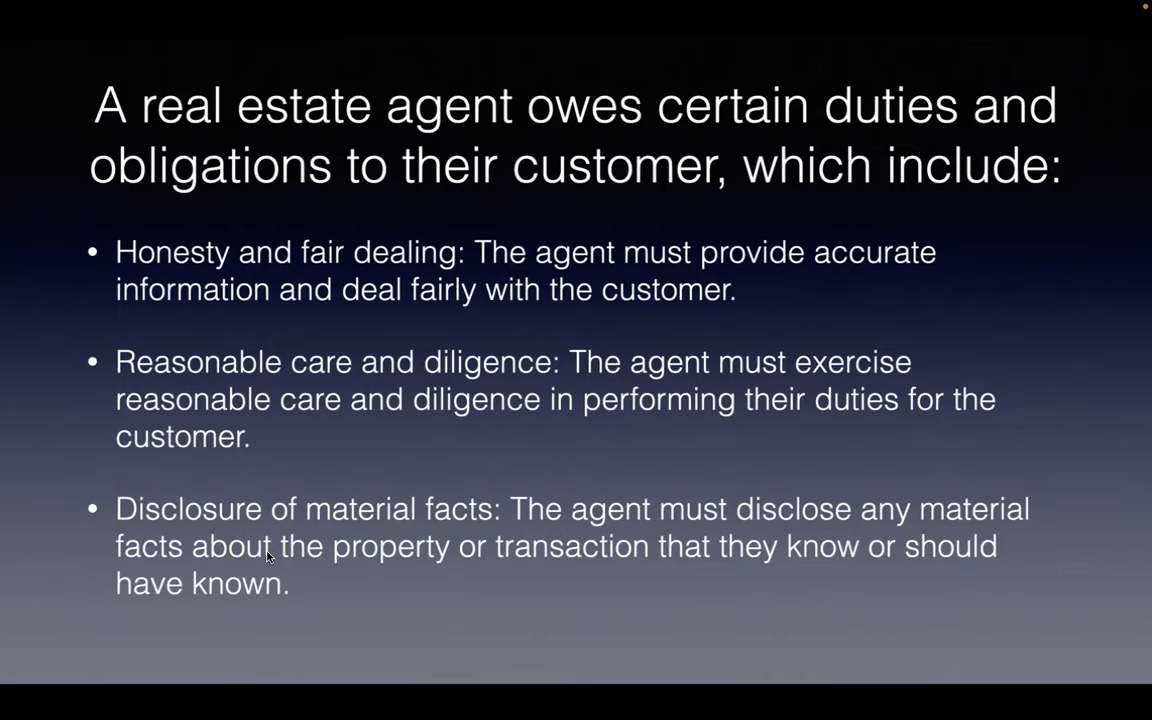 A real estate agent owes certain duties and
obligations to their customer, which include:
• Honesty and fair dealing: The agent must provide accurate
information and deal fairly with the customer.
• Reasonable care and diligence: The agent must exercise
reasonable care and diligence in performing their duties for the
customer.
• Disclosure of material facts: The agent must disclose any material
facts about the property or transaction that they know or should
have known.